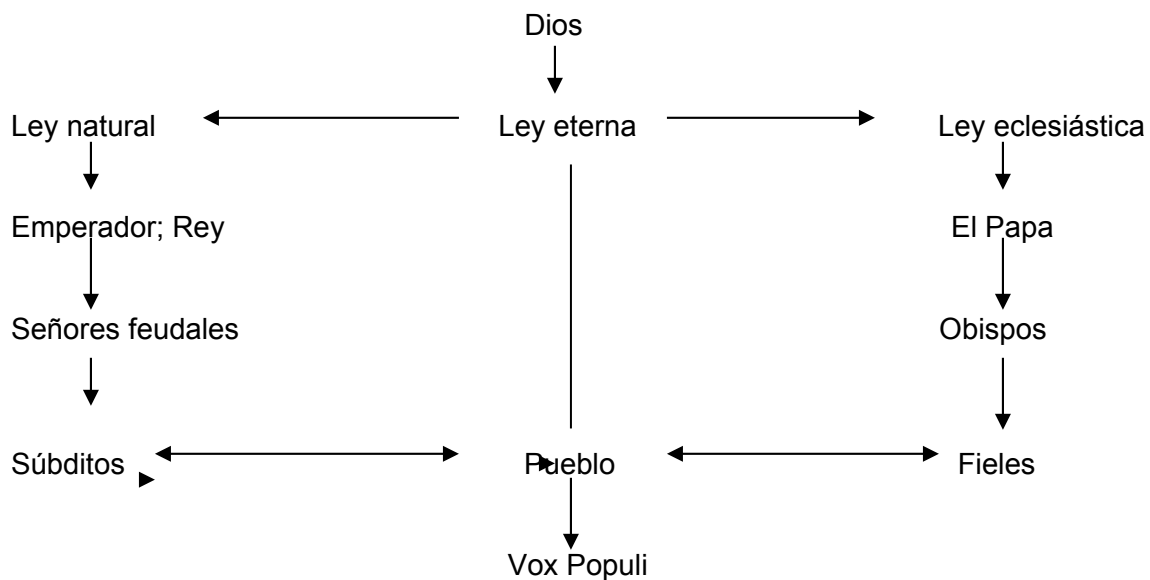 Dios
Ley natural
Ley eterna
Ley eclesiástica
Emperador; Rey
El Papa
Señores feudales
Obispos
Súbditos
Pueblo
Fieles
Vox Populi